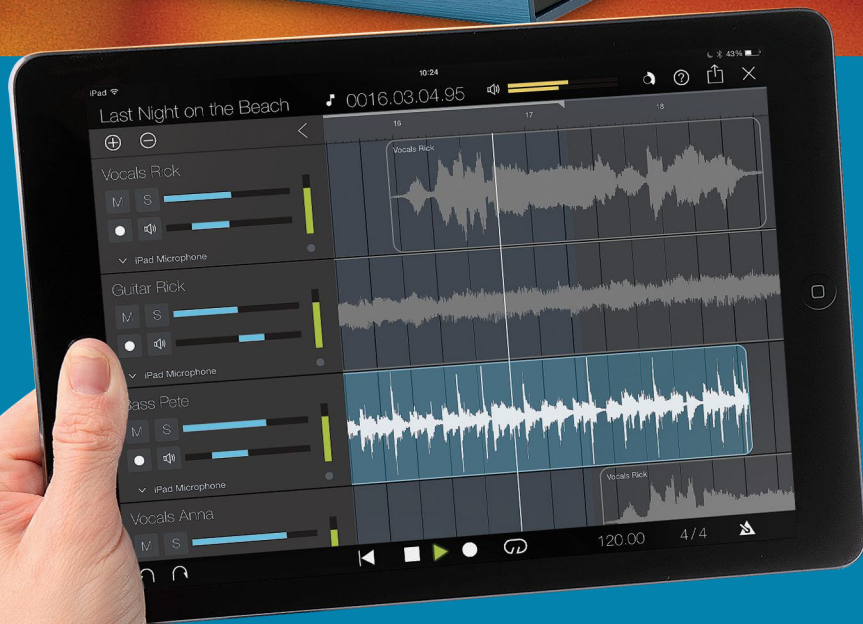 iPad
10:24
43%
Last Night on the Beach
0016.03.04.95
16
17
18
Vocals Rick
M S
iPad Microphone
Vocals Rick
Guitar Rick
M S
iPad Microphone
Bass Pete
M S
iPad Microphone
Vocals Rick
Vocals Anna
M S
120.00
4/4